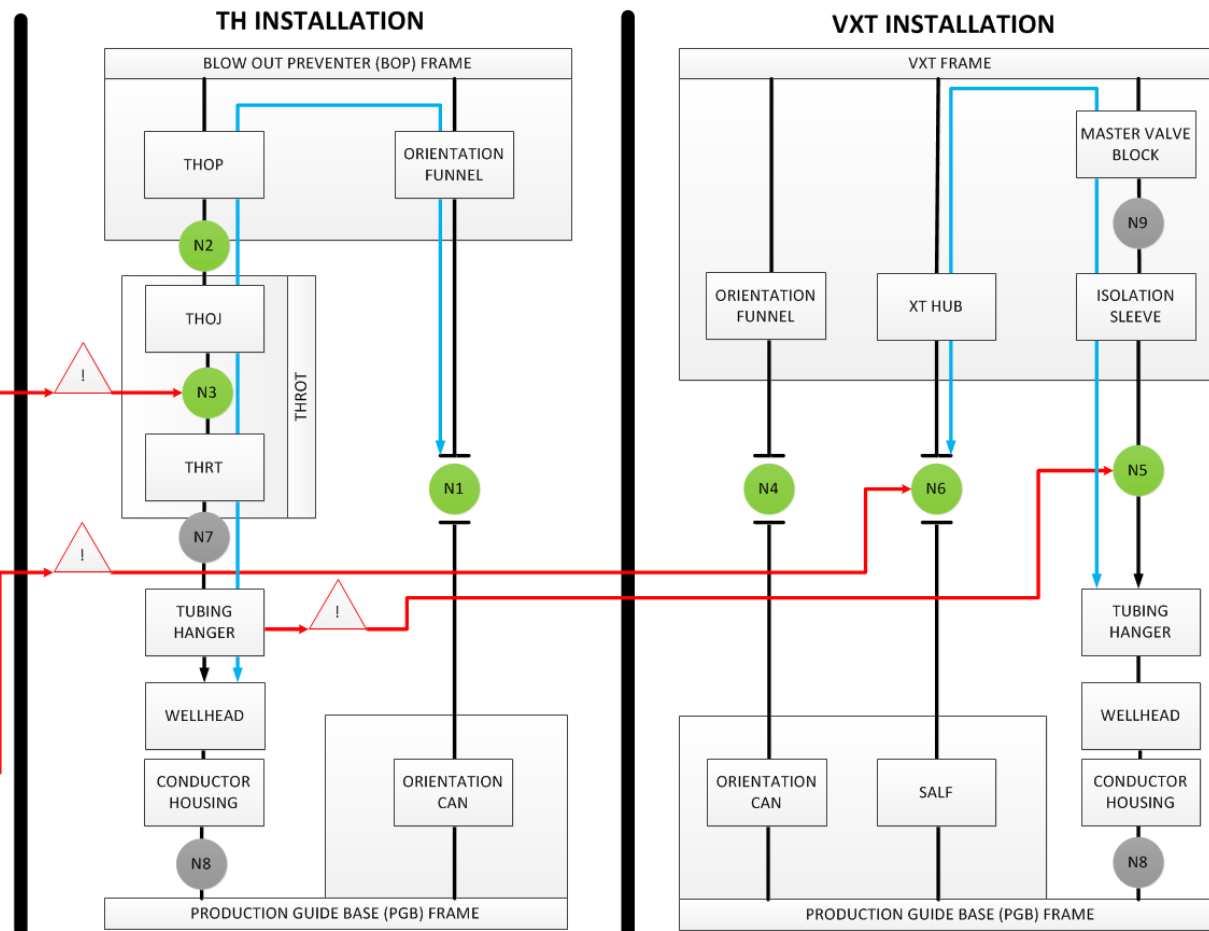 TH INSTALLATION
BLOW OUT PREVENTER (BOP) FRAME
THOP
ORIENTATION
FUNNEL
N2
THOJ
!
N3
THROT
THRT
N1
N7
!
TUBING
HANGER
!
WELLHEAD
CONDUCTOR
HOUSING
ORIENTATION
CAN
N8
PRODUCTION GUIDE BASE (PGB) FRAME
VXT INSTALLATION
VXT FRAME
MASTER VALVE
BLOCK
N9
ORIENTATION
FUNNEL
XT HUB
ISOLATION
SLEEVE
N4
N6
N5
TUBING
HANGER
WELLHEAD
ORIENTATION
CAN
SALF
CONDUCTOR
HOUSING
N8
PRODUCTION GUIDE BASE (PGB) FRAME